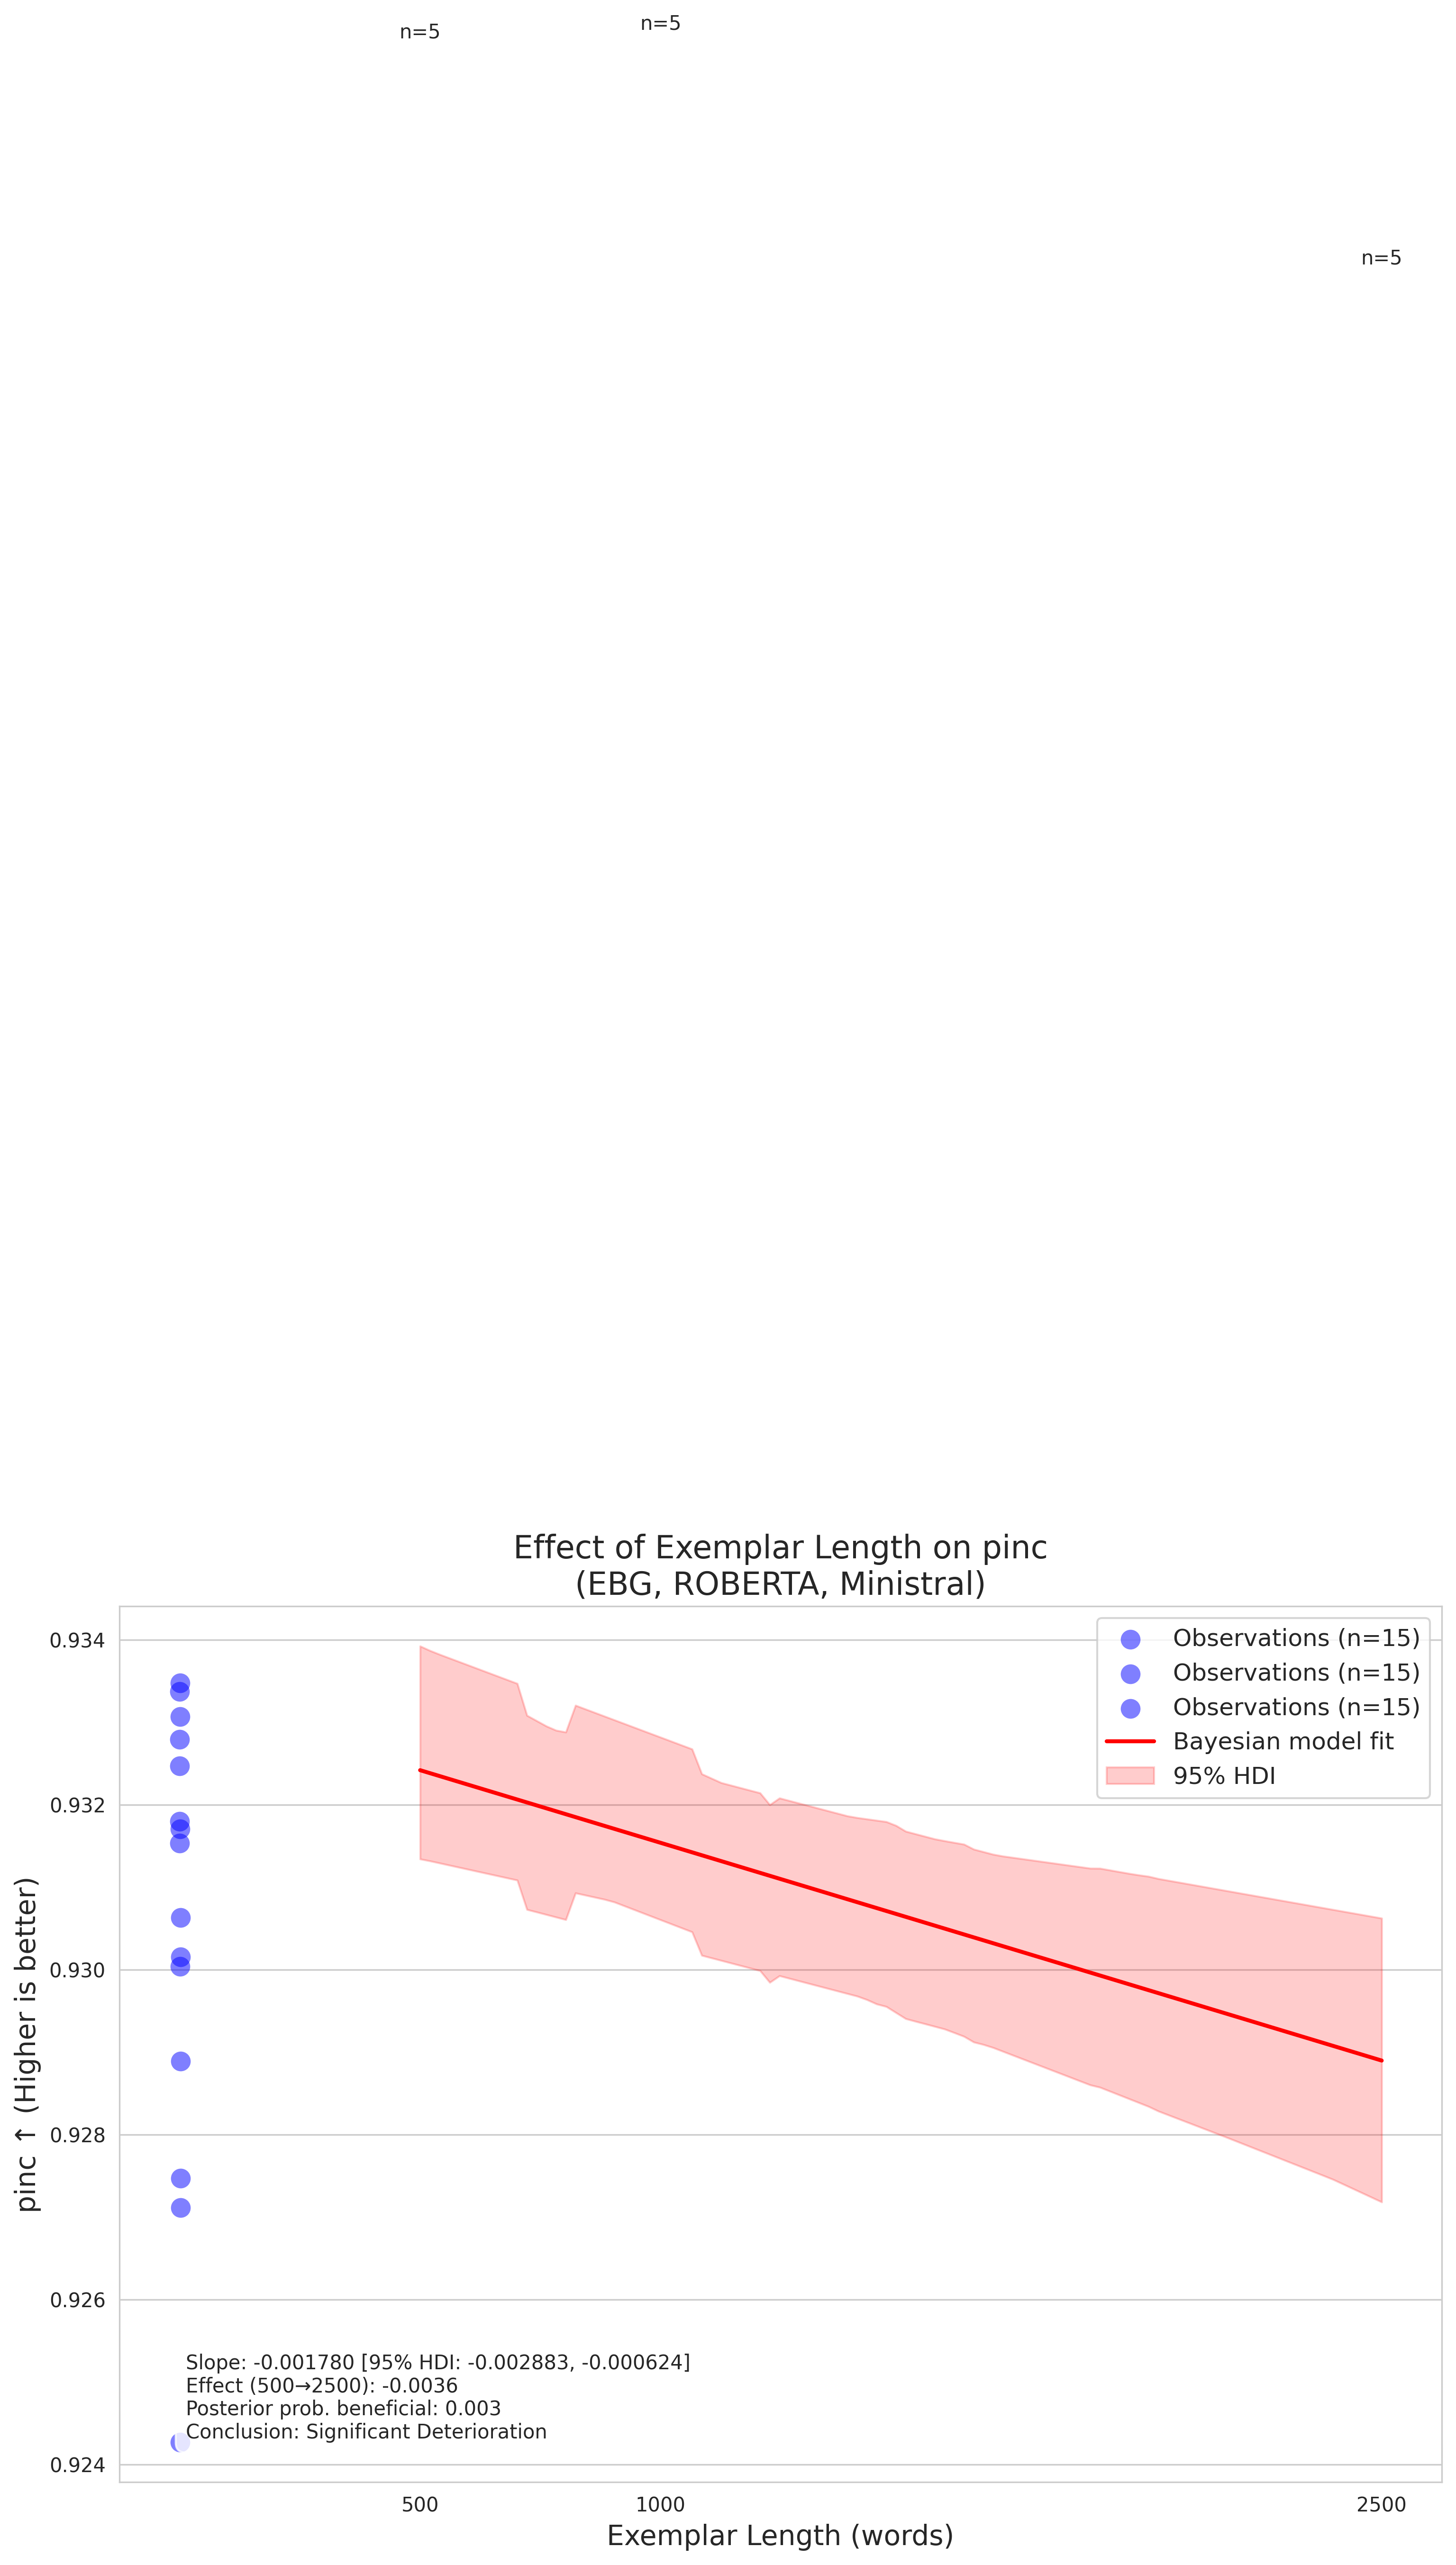 n=5
n=5
n=5
Effect of Exemplar Length on pinc
(EBG, ROBERTA, Ministral)
Observations (n=15)
Observations (n=15)
Observations (n=15)
Bayesian model fit
95% HDI
pinc ↑ (Higher is better)
0.934
0.932
0.930
0.928
0.926
0.924
Slope: -0.001780 [95% HDI: -0.002883, -0.000624]
Effect (500→2500): -0.0036
Posterior prob. beneficial: 0.003
Conclusion: Significant Deterioration
500
1000
2500
Exemplar Length (words)